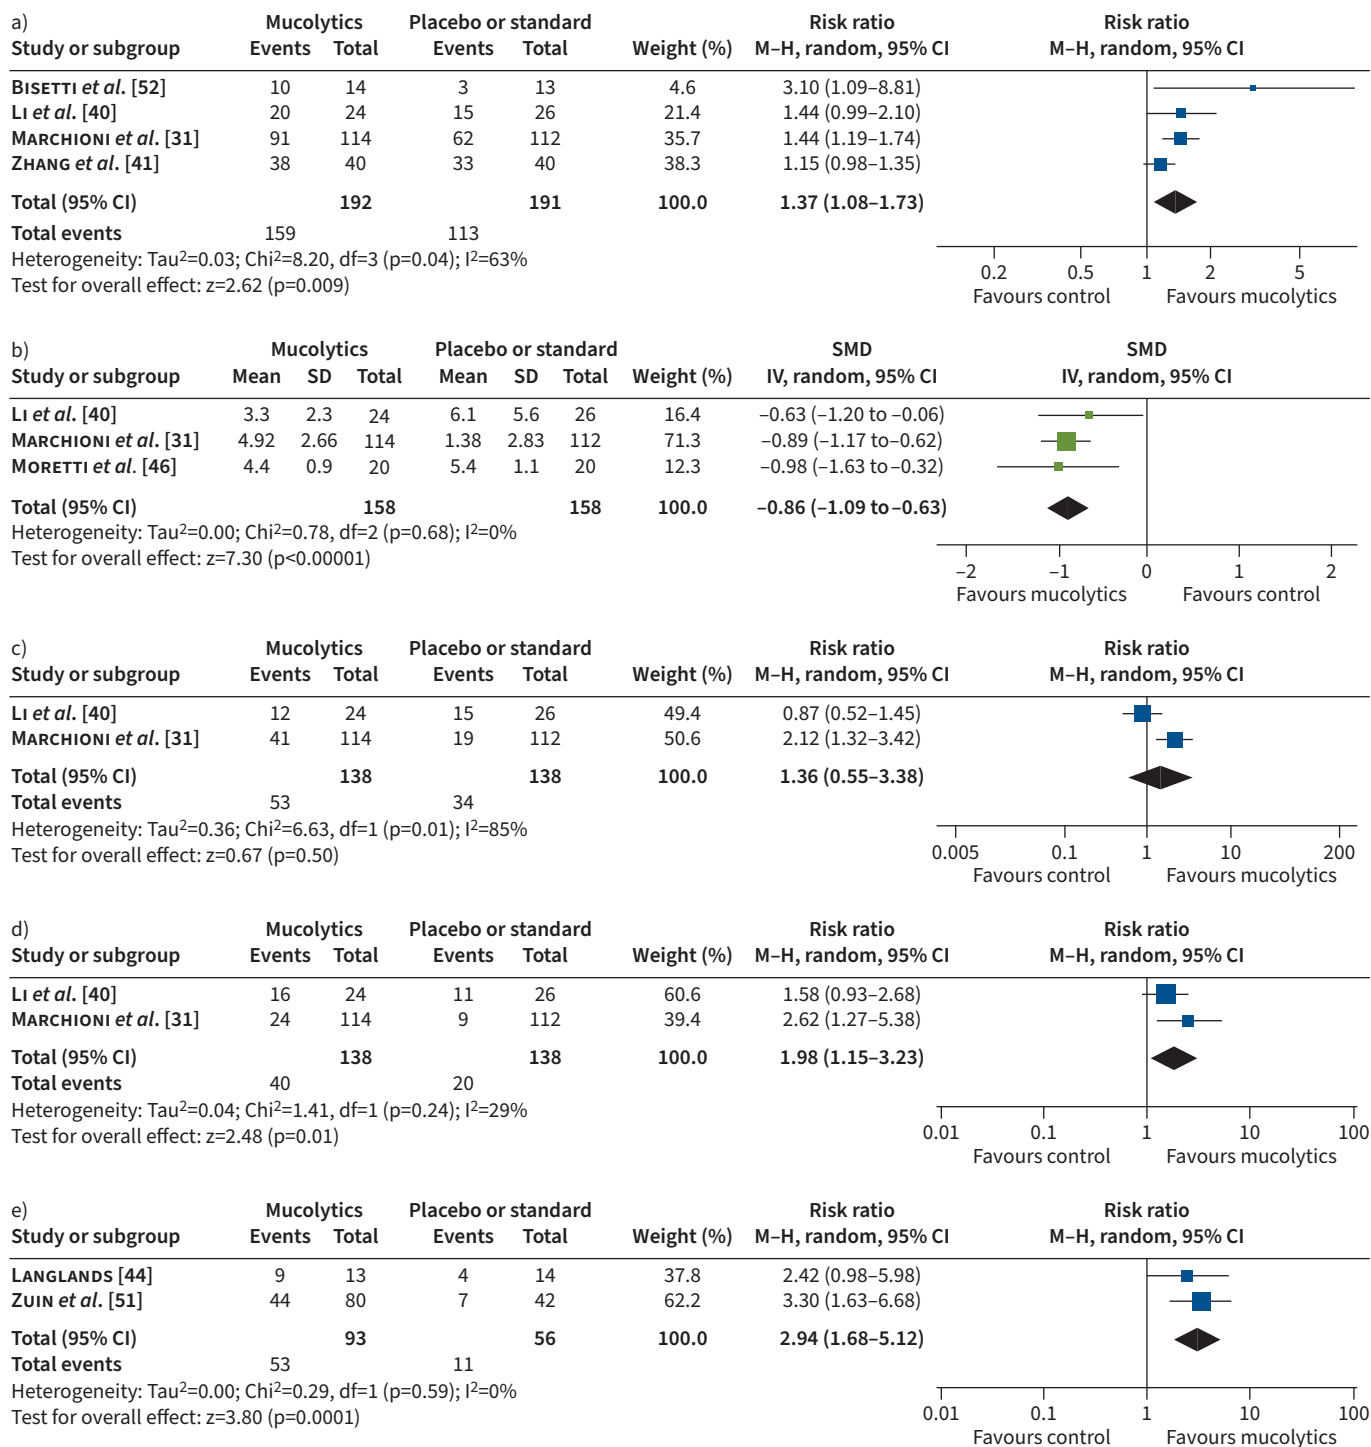 a) Mucolytics Placebo or standard Risk ratio Risk ratio
Study or subgroup Events Total Events Total Weight (%) M–H, random, 95% CI M–H, random, 95% CI
Bisetti et al. [52] 10 14 3 13 4.6 3.10 (1.09–8.81)
Li et al. [40] 20 24 15 26 21.4 1.44 (0.99–2.10)
Marchioni et al. [31] 91 114 62 112 35.7 1.44 (1.19–1.74)
Zhang et al. [41] 38 40 33 40 38.3 1.15 (0.98–1.35)
Total (95% CI) 192 191 100.0 1.37 (1.08–1.73)
Total events 159 113
Heterogeneity: Tau²=0.03; Chi²=8.20, df=3 (p=0.04); I²=63%
Test for overall effect: z=2.62 (p=0.009)
0.2 0.5 1 2 5
Favours control Favours mucolytics
b) Mucolytics Placebo or standard SMD SMD
Study or subgroup Mean SD Total Mean SD Total Weight (%) IV, random, 95% CI IV, random, 95% CI
Li et al. [40] 3.3 2.3 24 6.1 5.6 26 16.4 –0.63 (–1.20 to –0.06)
Marchioni et al. [31] 4.92 2.66 114 1.38 2.83 112 71.3 –0.89 (–1.17 to –0.62)
Moretti et al. [46] 4.4 0.9 20 5.4 1.1 20 12.3 –0.98 (–1.63 to –0.32)
Total (95% CI) 158 158 100.0 –0.86 (–1.09 to –0.63)
Heterogeneity: Tau²=0.00; Chi²=0.78, df=2 (p=0.68); I²=0%
Test for overall effect: z=7.30 (p<0.00001)
–2 –1 0 1 2
Favours mucolytics Favours control
c) Mucolytics Placebo or standard Risk ratio Risk ratio
Study or subgroup Events Total Events Total Weight (%) M–H, random, 95% CI M–H, random, 95% CI
Li et al. [40] 12 24 15 26 49.4 0.87 (0.52–1.45)
Marchioni et al. [31] 41 114 19 112 50.6 2.12 (1.32–3.42)
Total (95% CI) 138 138 100.0 1.36 (0.55–3.38)
Total events 53 34
Heterogeneity: Tau²=0.36; Chi²=6.63, df=1 (p=0.01); I²=85%
Test for overall effect: z=0.67 (p=0.50)
0.005 0.1 1 10 200
Favours control Favours mucolytics
d) Mucolytics Placebo or standard Risk ratio Risk ratio
Study or subgroup Events Total Events Total Weight (%) M–H, random, 95% CI M–H, random, 95% CI
Li et al. [40] 16 24 11 26 60.6 1.58 (0.93–2.68)
Marchioni et al. [31] 24 114 9 112 39.4 2.62 (1.27–5.38)
Total (95% CI) 138 138 100.0 1.98 (1.15–3.23)
Total events 40 20
Heterogeneity: Tau²=0.04; Chi²=1.41, df=1 (p=0.24); I²=29%
Test for overall effect: z=2.48 (p=0.01)
0.01 0.1 1 10 100
Favours control Favours mucolytics
e) Mucolytics Placebo or standard Risk ratio Risk ratio
Study or subgroup Events Total Events Total Weight (%) M–H, random, 95% CI M–H, random, 95% CI
Langlands [44] 9 13 4 14 37.8 2.42 (0.98–5.98)
Zuin et al. [51] 44 80 7 42 62.2 3.30 (1.63–6.68)
Total (95% CI) 93 56 100.0 2.94 (1.68–5.12)
Total events 53 11
Heterogeneity: Tau²=0.00; Chi²=0.29, df=1 (p=0.59); I²=0%
Test for overall effect: z=3.80 (p=0.0001)
0.01 0.1 1 10 100
Favours control Favours mucolytics